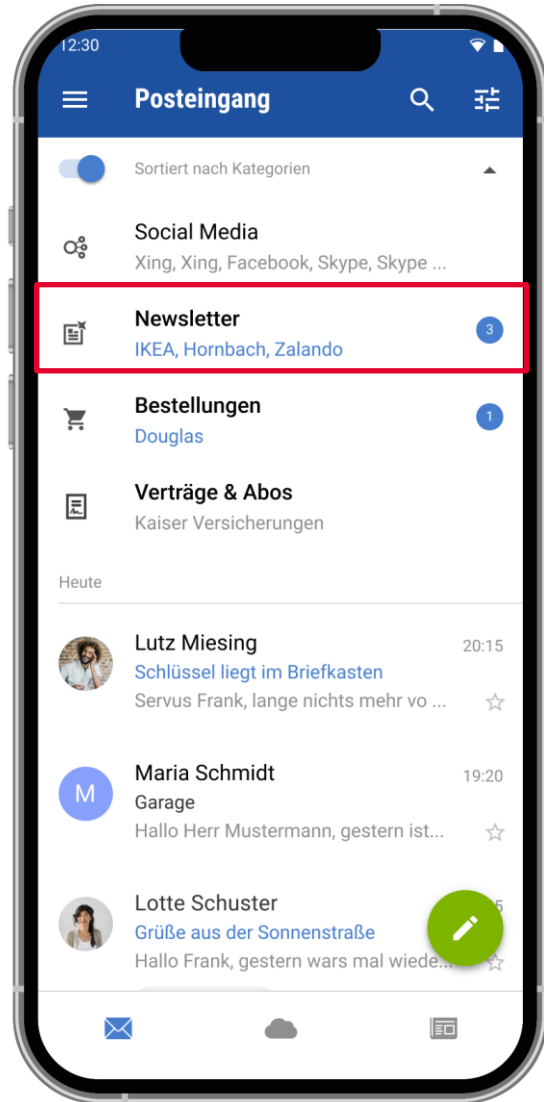 12:30
Posteingang
Sortiert nach Kategorien
Social Media
Xing, Xing, Facebook, Skype, Skype ...
Newsletter
3
IKEA, Hornbach, Zalando
Bestellungen
1
Douglas
Verträge & Abos
Kaiser Versicherungen
Heute
Lutz Miesing
20:15
Schlüssel liegt im Briefkasten
Servus Frank, lange nichts mehr vo ...
M
Maria Schmidt
19:20
Garage
Hallo Herr Mustermann, gestern ist...
Lotte Schuster
Grüße aus der Sonnenstraße
Hallo Frank, gestern wars mal wiede...